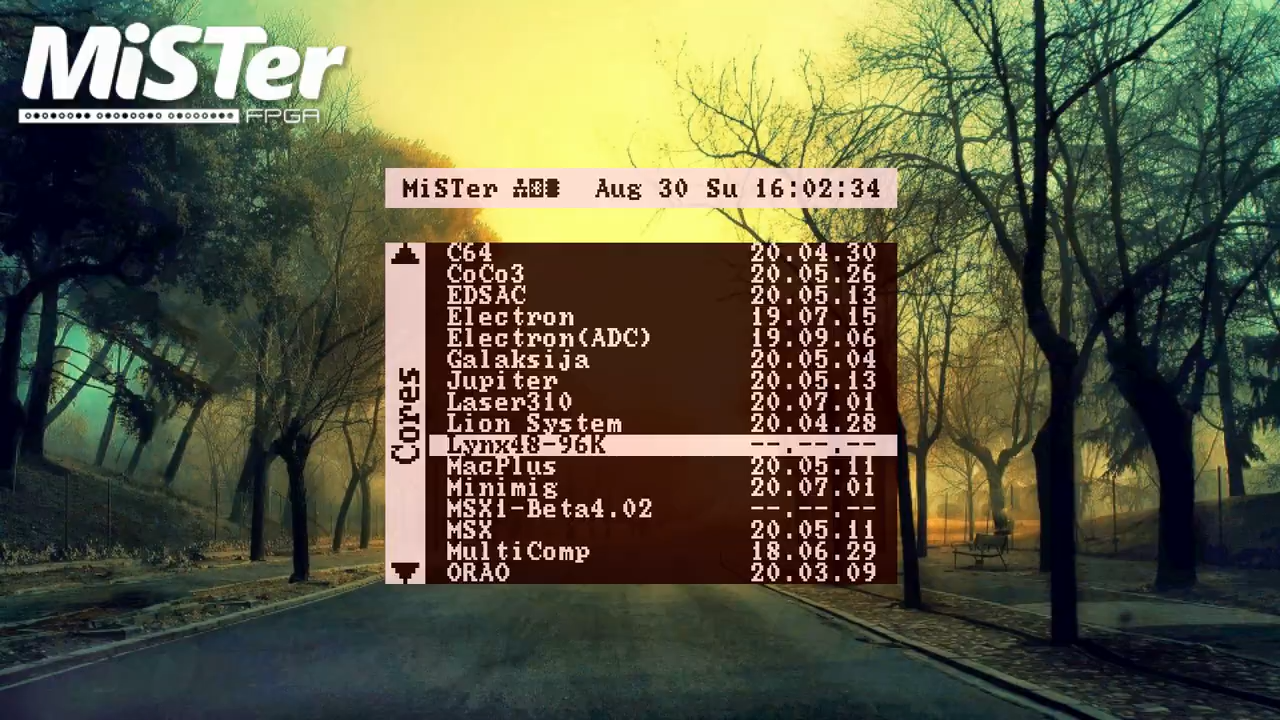 MiSTer
FPGA
MiSTer Aug 30 Su 16:02:34
Cores
C64 20.04.30
CoCo3 20.05.26
EDSAC 20.05.13
Electron 19.07.15
Electron(ADC) 19.09.06
Galaksija 20.05.04
Jupiter 20.05.13
Laser310 20.07.01
Lion System 20.04.28
Lynx48-96K --.--.--
MacPlus 20.05.11
Minimig 20.07.01
MSX1-Beta4.02 --.--.--
MSX 20.05.11
MultiComp 18.06.29
ORAO 20.03.09